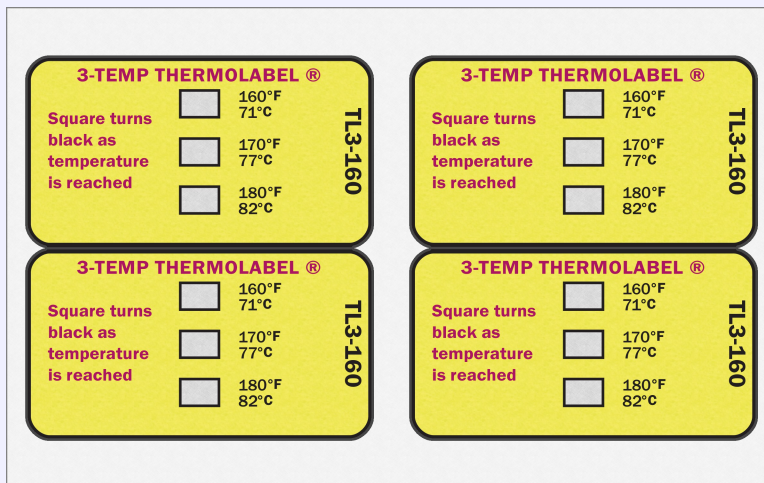 3-TEMP THERMOLABEL ®
Square turns
black as
temperature
is reached
160°F
71°C
170°F
77°C
180°F
82°C
TL3-160
3-TEMP THERMOLABEL ®
Square turns
black as
temperature
is reached
160°F
71°C
170°F
77°C
180°F
82°C
TL3-160
3-TEMP THERMOLABEL ®
Square turns
black as
temperature
is reached
160°F
71°C
170°F
77°C
180°F
82°C
TL3-160
3-TEMP THERMOLABEL ®
Square turns
black as
temperature
is reached
160°F
71°C
170°F
77°C
180°F
82°C
TL3-160